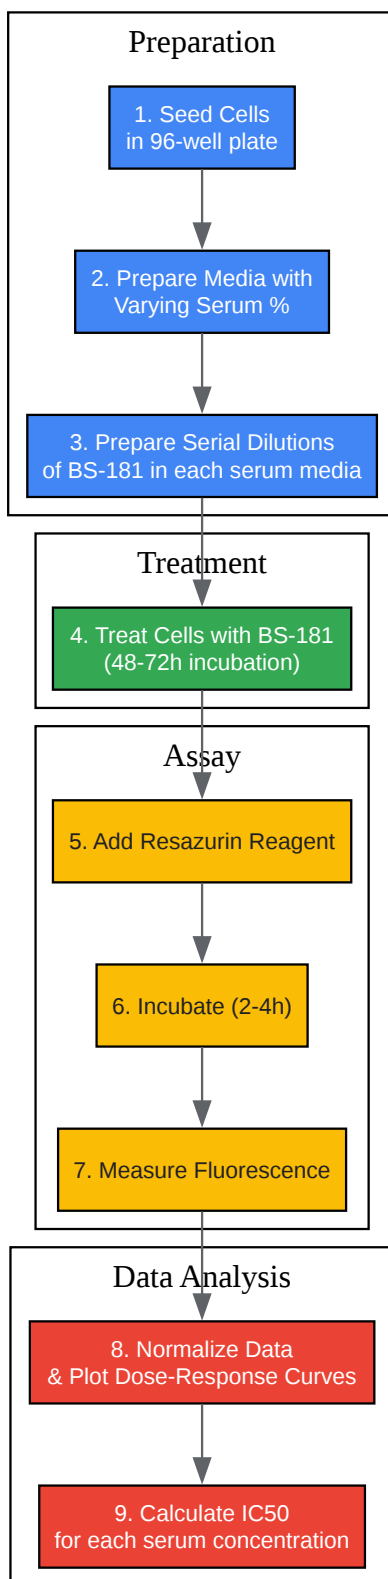 Preparation
1. Seed Cells
in 96-well plate
2. Prepare Media with
Varying Serum %
3. Prepare Serial Dilutions
of BS-181 in each serum media
Treatment
4. Treat Cells with BS-181
(48-72h incubation)
Assay
5. Add Resazurin Reagent
6. Incubate (2-4h)
7. Measure Fluorescence
Data Analysis
8. Normalize Data
& Plot Dose-Response Curves
9. Calculate IC50
for each serum concentration